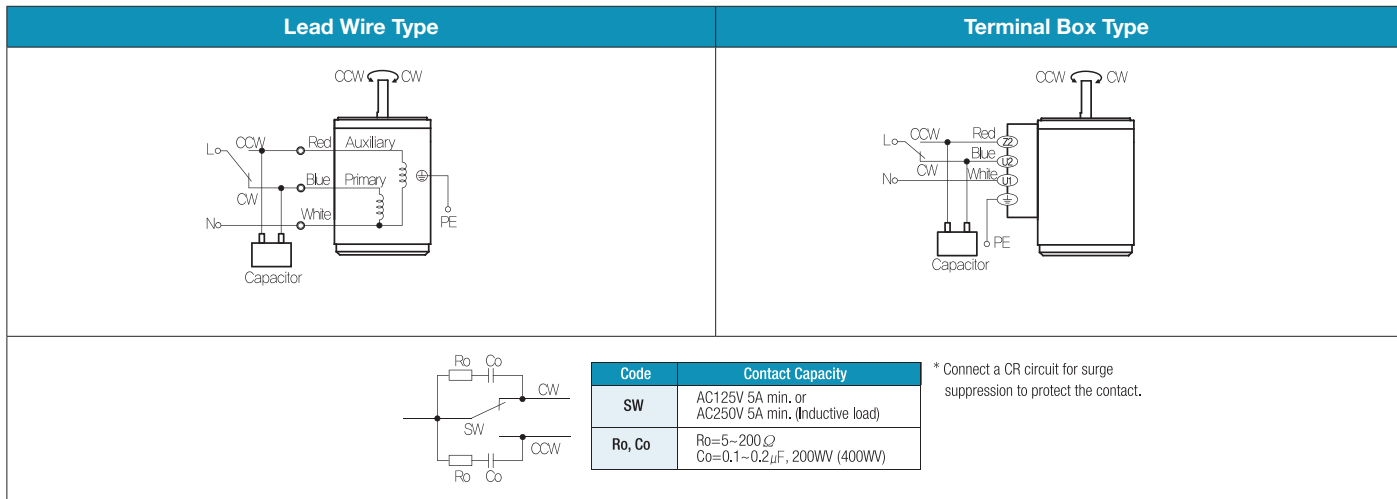 Lead Wire Type
Terminal Box Type
CCW CW
L CCW Red Auxiliary
Blue Primary
CW
N White
PE
Capacitor
CCW CW
L CCW Red Z2
Blue U2
CW
N White U1
PE
Capacitor
Ro Co
CW
SW
CCW
Ro Co
Code Contact Capacity
SW AC125V 5A min. or
AC250V 5A min. (Inductive load)
Ro, Co Ro=5~200Ω
Co=0.1~0.2μF, 200WV (400WV)
* Connect a CR circuit for surge
suppression to protect the contact.